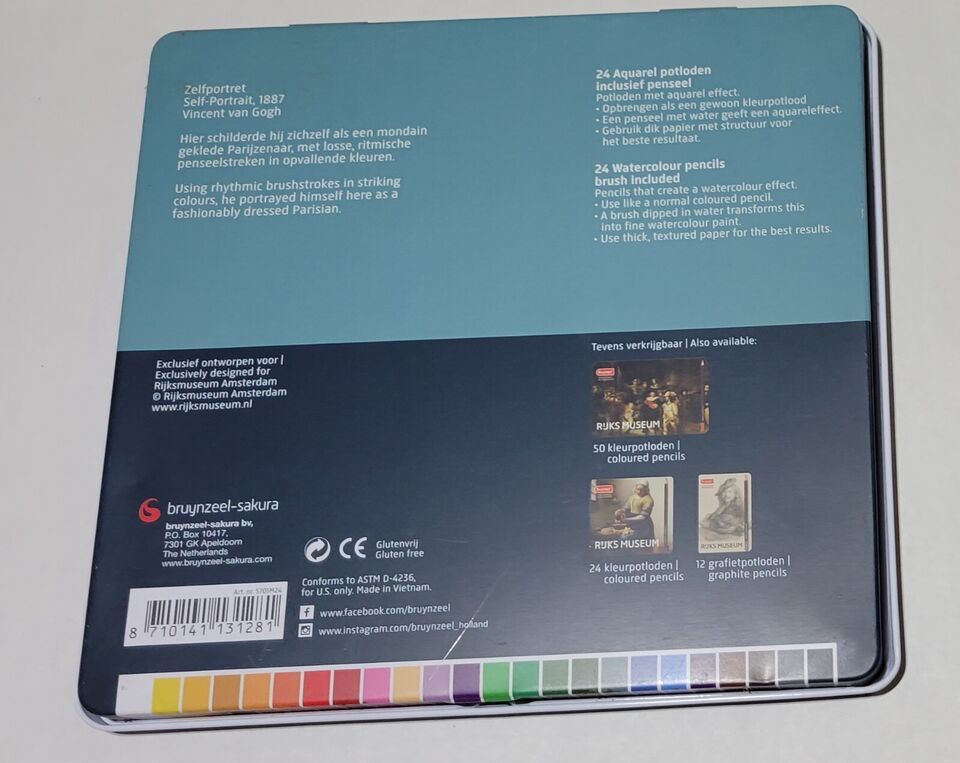 Zelfportret
Self-Portrait, 1887
Vincent van Gogh
Hier schilderde hij zichzelf als een mondain
geklede Parijzenaar, met losse, ritmische
penseelstreken in opvallende kleuren.
Using rhythmic brushstrokes in striking
colours, he portrayed himself here as a
fashionably dressed Parisian.
24 Aquarel potloden
inclusief penseel
Potloden met aquarel effect.
• Opbrengen als een gewoon kleurpotlood
• Een penseel met water geeft een aquareleffect.
• Gebruik dik papier met structuur voor
het beste resultaat.
24 Watercolour pencils
brush included
Pencils that create a watercolour effect.
• Use like a normal coloured pencil.
• A brush dipped in water transforms this
into fine watercolour paint.
• Use thick, textured paper for the best results.
Exclusief ontworpen voor |
Exclusively designed for
Rijksmuseum Amsterdam
© Rijksmuseum Amsterdam
www.rijksmuseum.nl
Tevens verkrijgbaar | Also available:
RIJKS MUSEUM
50 kleurpotloden |
coloured pencils
RIJKS MUSEUM
24 kleurpotloden |
coloured pencils
RIJKS MUSEUM
12 grafietpotloden |
graphite pencils
bruynzeel-sakura
bruynzeel-sakura bv,
P.O. Box 10417,
7301 GK Apeldoorn
The Netherlands
www.bruynzeel-sakura.com
CE
Glutenvrij
Gluten free
Conforms to ASTM D-4236,
for U.S. only. Made in Vietnam.
www.facebook.com/bruynzeel
www.instagram.com/bruynzeel_holland
Art. nr. 5701M24
8 710141 131281